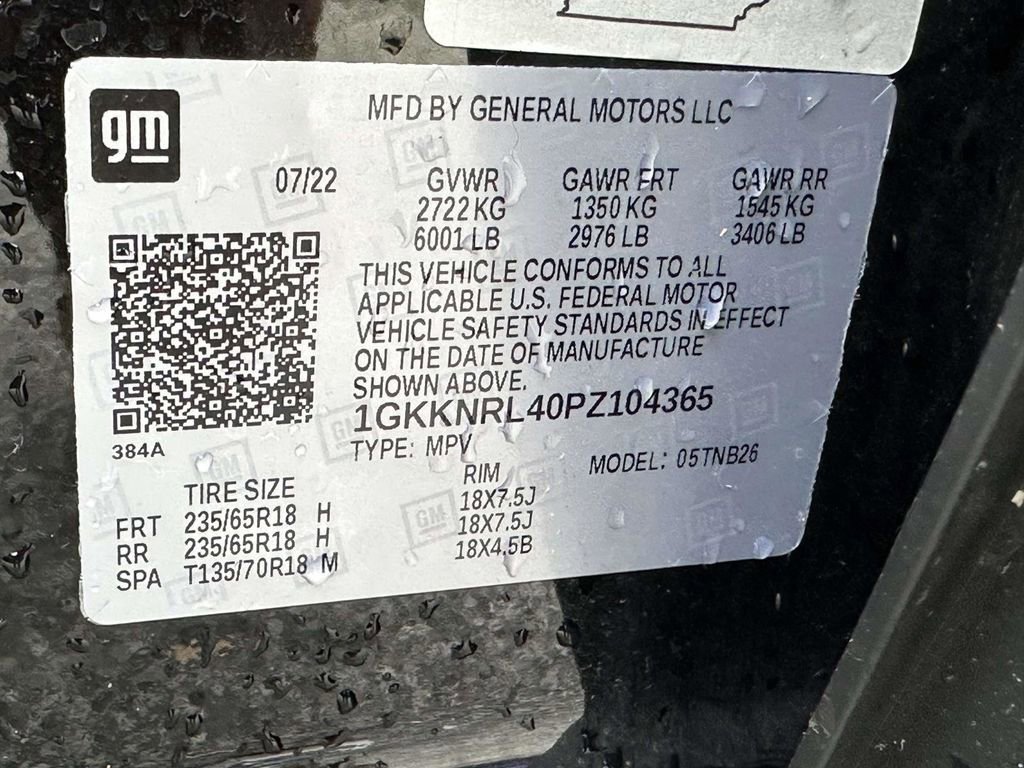 gm
MFD BY GENERAL MOTORS LLC
07/22 GVWR GAWR FRT GAWR RR
2722 KG 1350 KG 1545 KG
6001 LB 2976 LB 3406 LB
THIS VEHICLE CONFORMS TO ALL
APPLICABLE U.S. FEDERAL MOTOR
VEHICLE SAFETY STANDARDS IN EFFECT
ON THE DATE OF MANUFACTURE
SHOWN ABOVE.
1GKKNRL40PZ104365
384A
TYPE: MPV MODEL: 05TNB26
TIRE SIZE RIM
FRT 235/65R18 H 18X7.5J
RR 235/65R18 H 18X7.5J
SPA T135/70R18 M 18X4.5B